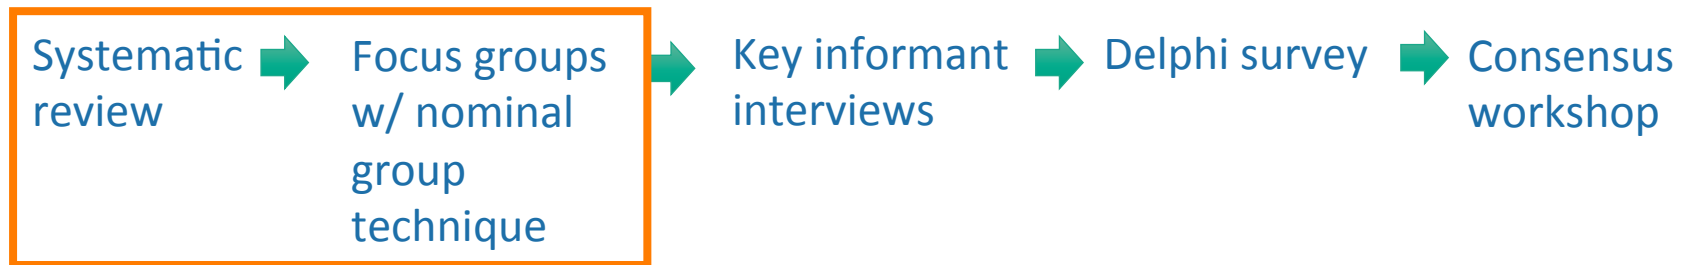 Systematic
review
Focus groups
w/ nominal
group
technique
Key informant
interviews
Delphi survey
Consensus
workshop